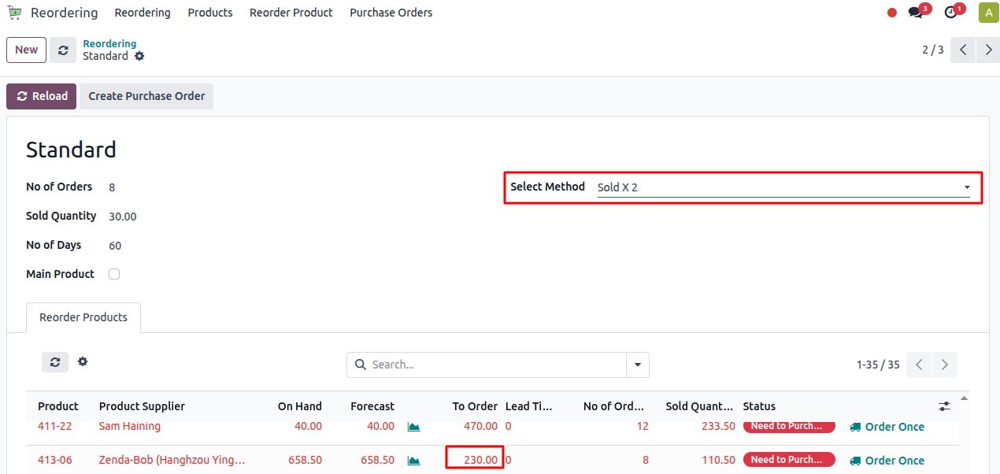 Reordering Reordering Products Reorder Product Purchase Orders 3 1 A
New Reordering
Standard 2 / 3
Reload Create Purchase Order
Standard
No of Orders 8 Select Method Sold X 2
Sold Quantity 30.00
No of Days 60
Main Product
Reorder Products
Search... 1-35 / 35
Product Product Supplier On Hand Forecast To Order Lead Ti... No of Ord... Sold Quant... Status
411-22 Sam Haining 40.00 40.00 470.00 0 12 233.50 Need to Purch... Order Once
413-06 Zenda-Bob (Hanghzou Ying... 658.50 658.50 230.00 0 8 110.50 Need to Purch... Order Once